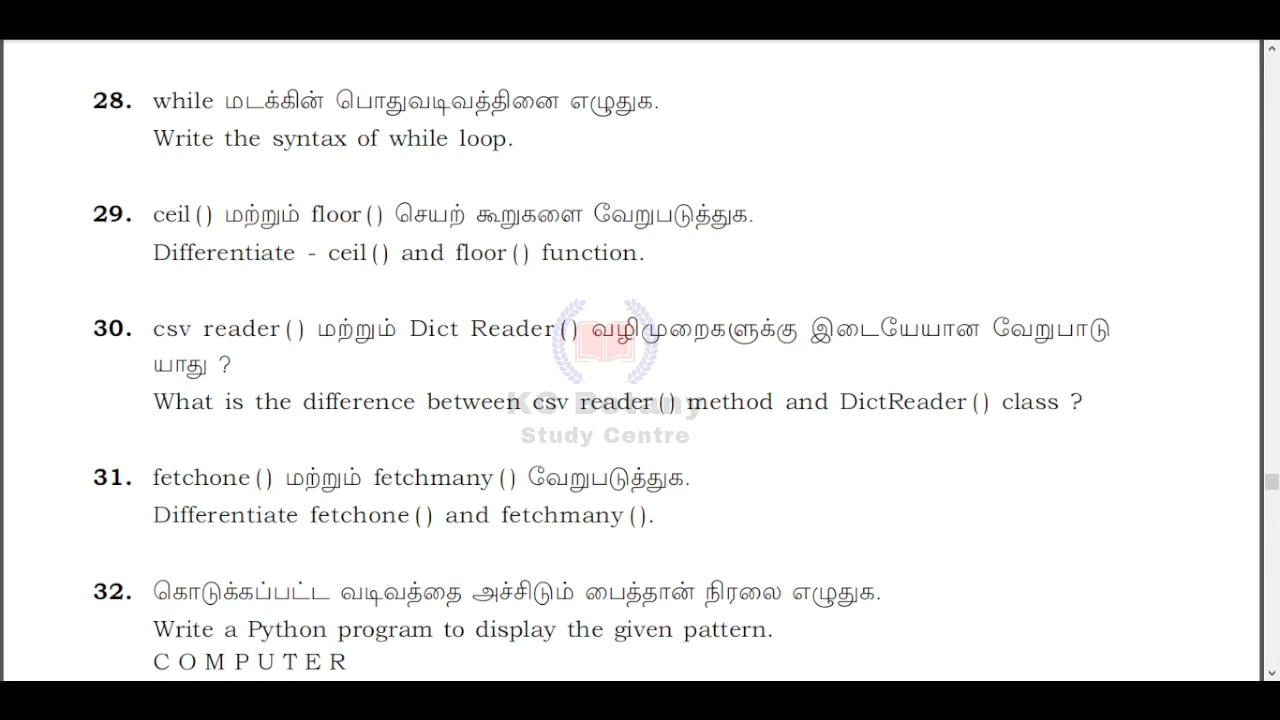 28. while மடக்கின் பொதுவடிவத்தினை எழுதுக.
Write the syntax of while loop.
29. ceil() மற்றும் floor() செயற் கூறுகளை வேறுபடுத்துக.
Differentiate - ceil() and floor() function.
30. csv reader() மற்றும் Dict Reader() வழிமுறைகளுக்கு இடையேயான வேறுபாடு
யாது ?
What is the difference between csv reader() method and DictReader() class ?
KG Botany
Study Centre
31. fetchone() மற்றும் fetchmany() வேறுபடுத்துக.
Differentiate fetchone() and fetchmany().
32. கொடுக்கப்பட்ட வடிவத்தை அச்சிடும் பைத்தான் நிரலை எழுதுக.
Write a Python program to display the given pattern.
C O M P U T E R